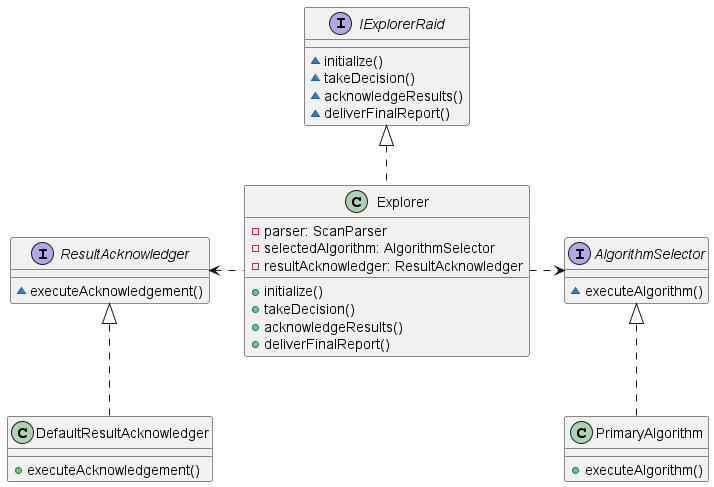 I IExplorerRaid
initialize()
takeDecision()
acknowledgeResults()
deliverFinalReport()
C Explorer
parser: ScanParser
selectedAlgorithm: AlgorithmSelector
resultAcknowledger: ResultAcknowledger
initialize()
takeDecision()
acknowledgeResults()
deliverFinalReport()
I ResultAcknowledger
executeAcknowledgement()
I AlgorithmSelector
executeAlgorithm()
C DefaultResultAcknowledger
executeAcknowledgement()
C PrimaryAlgorithm
executeAlgorithm()